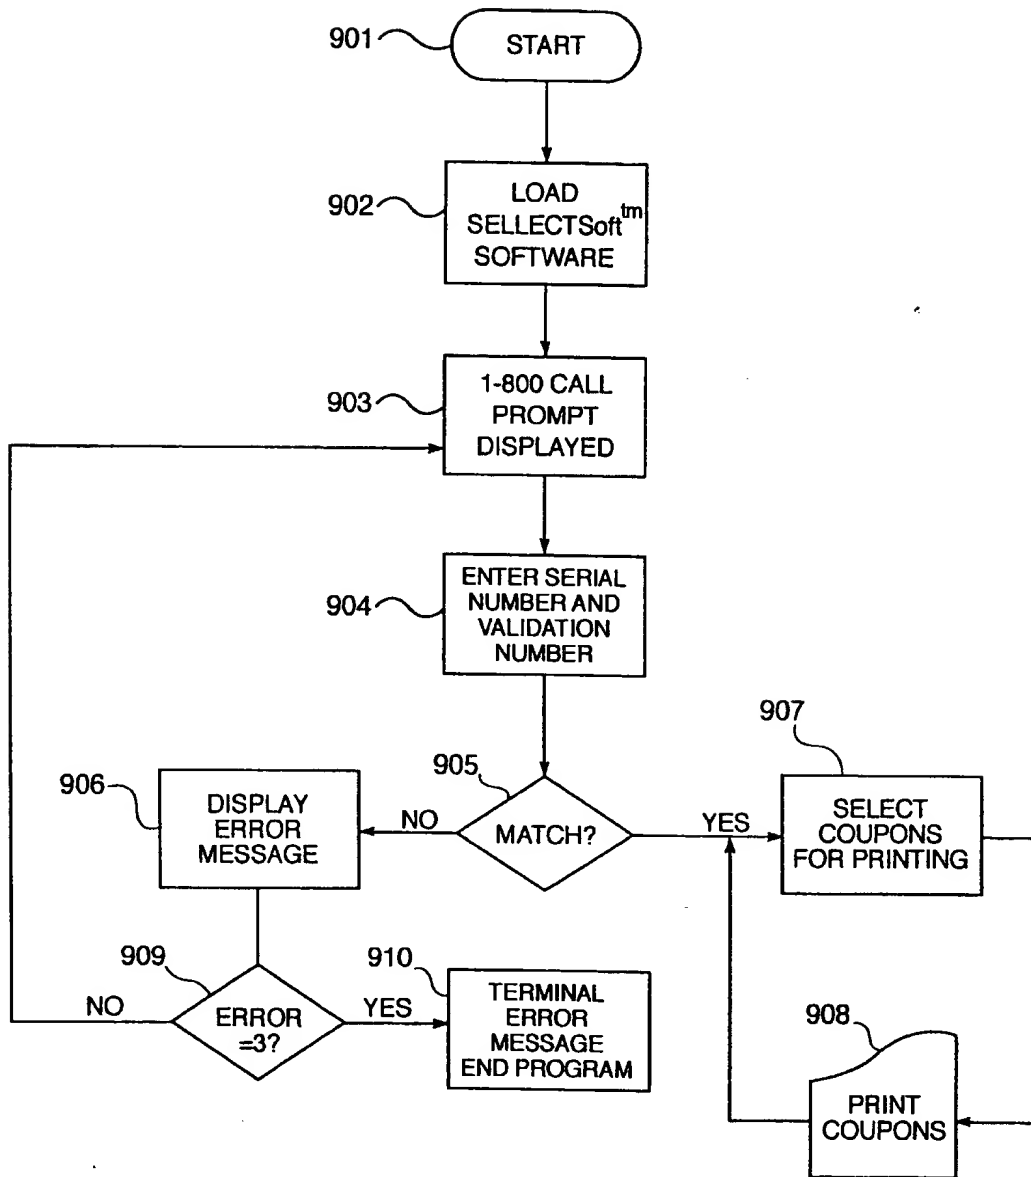 901
START
902
LOAD
SELLECTSoft tm
SOFTWARE
903
1-800 CALL
PROMPT
DISPLAYED
904
ENTER SERIAL
NUMBER AND
VALIDATION
NUMBER
905
MATCH?
NO
YES
906
DISPLAY
ERROR
MESSAGE
907
SELECT
COUPONS
FOR PRINTING
909
ERROR
=3?
NO
YES
910
TERMINAL
ERROR
MESSAGE
END PROGRAM
908
PRINT
COUPONS